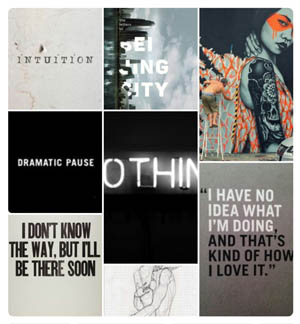 INTUITION
BEI
JING
CITY
DRAMATIC PAUSE
OTHIN
I DON'T KNOW
THE WAY, BUT I'LL
BE THERE SOON
“I HAVE NO
IDEA WHAT
I'M DOING,
AND THAT'S
KIND OF HOW
I LOVE IT.”